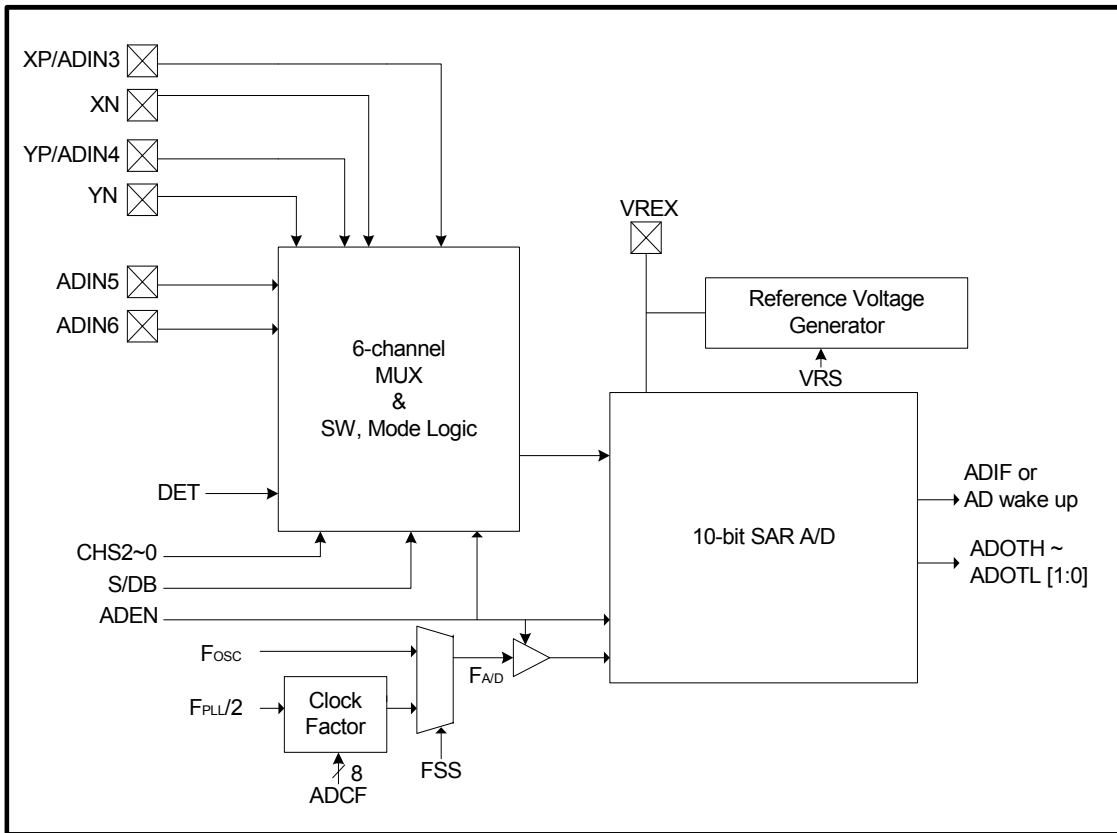 XP/ADIN3
XN
YP/ADIN4
YN
ADIN5
ADIN6
VREX
Reference Voltage
Generator
VRS
6-channel
MUX
&
SW, Mode Logic
10-bit SAR A/D
ADIF or
AD wake up
ADOTH ~
ADOTL [1:0]
DET
CHS2~0
S/DB
ADEN
FOSC
FA/D
FPLL/2
Clock
Factor
8
ADCF
FSS